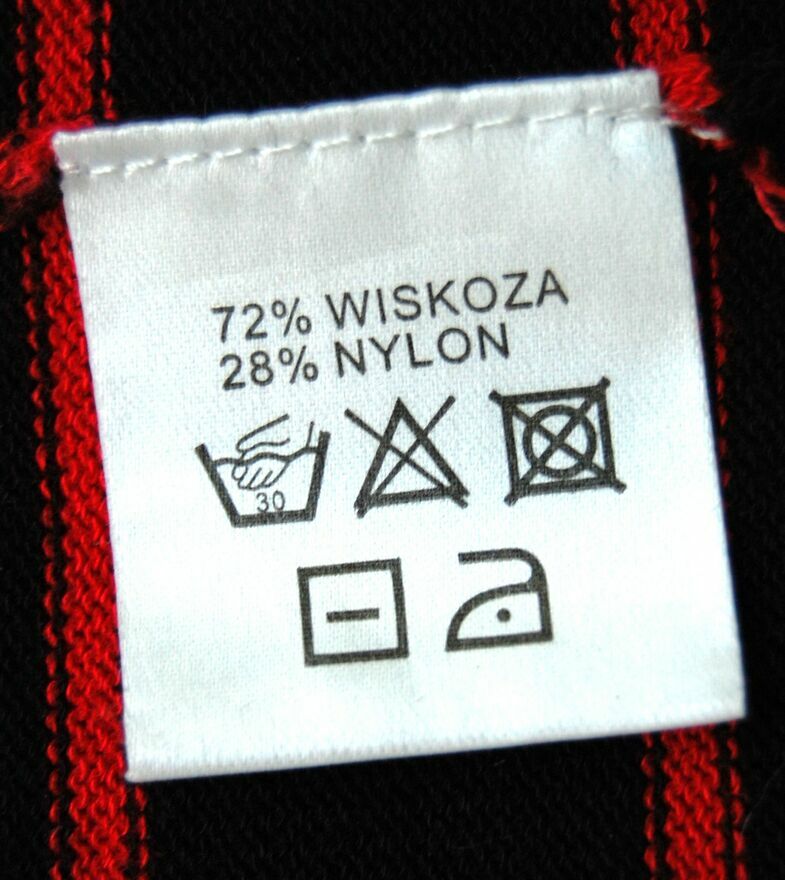 72% WISKOZA
28% NYLON
30